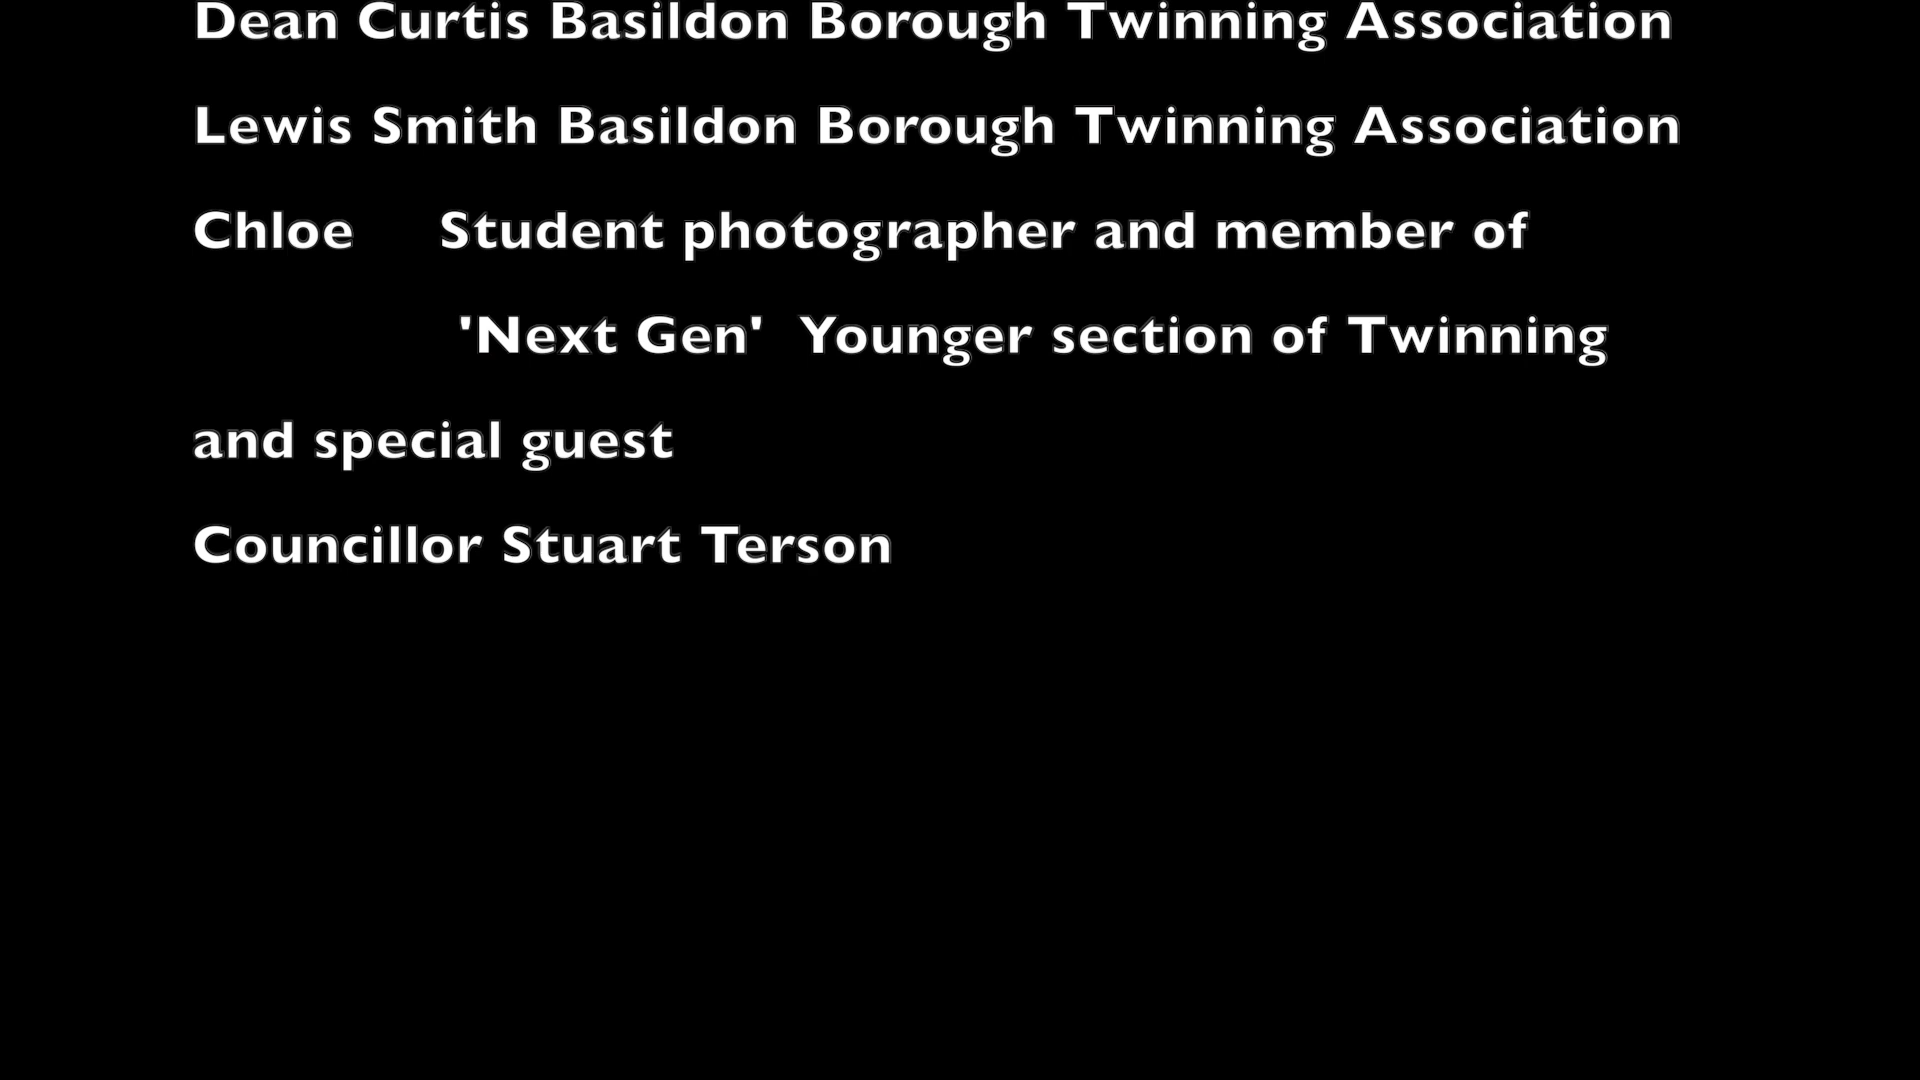 Dean Curtis Basildon Borough Twinning Association
Lewis Smith Basildon Borough Twinning Association
Chloe Student photographer and member of
'Next Gen' Younger section of Twinning
and special guest
Councillor Stuart Terson